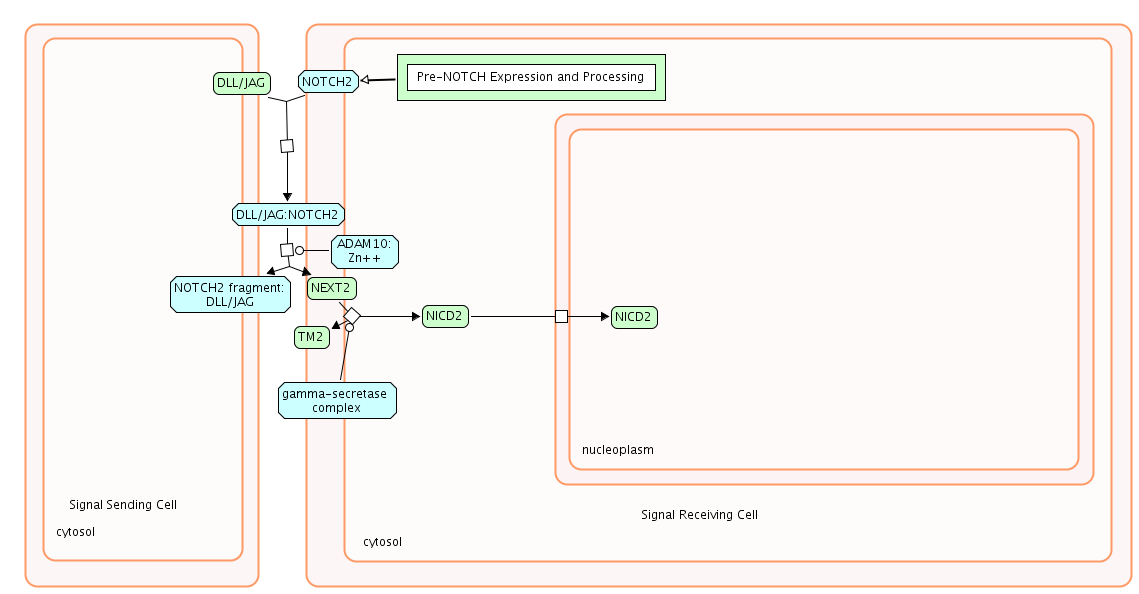 DLL/JAG
NOTCH2
Pre-NOTCH Expression and Processing
DLL/JAG:NOTCH2
ADAM10:
Zn++
NOTCH2 fragment:
DLL/JAG
NEXT2
NICD2
NICD2
TM2
gamma-secretase
complex
nucleoplasm
Signal Sending Cell
Signal Receiving Cell
cytosol
cytosol